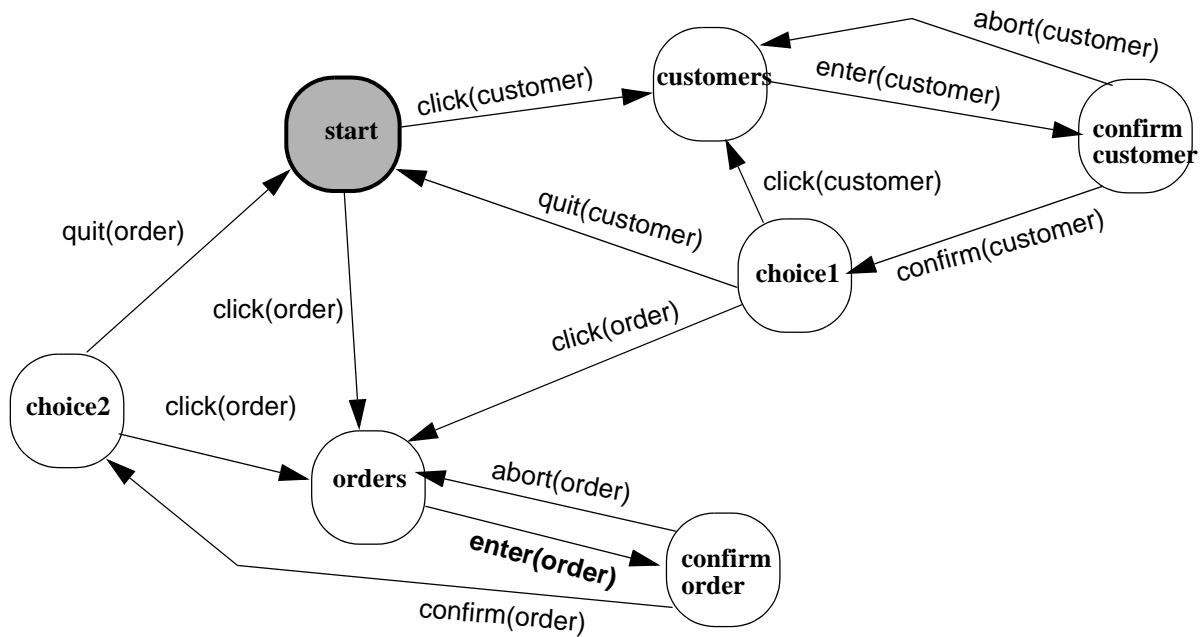 abort(customer)
customers
enter(customer)
click(customer)
start
confirm
customer
click(customer)
quit(customer)
quit(order)
confirm(customer)
choice1
click(order)
click(order)
choice2
click(order)
orders
abort(order)
enter(order)
confirm
order
confirm(order)